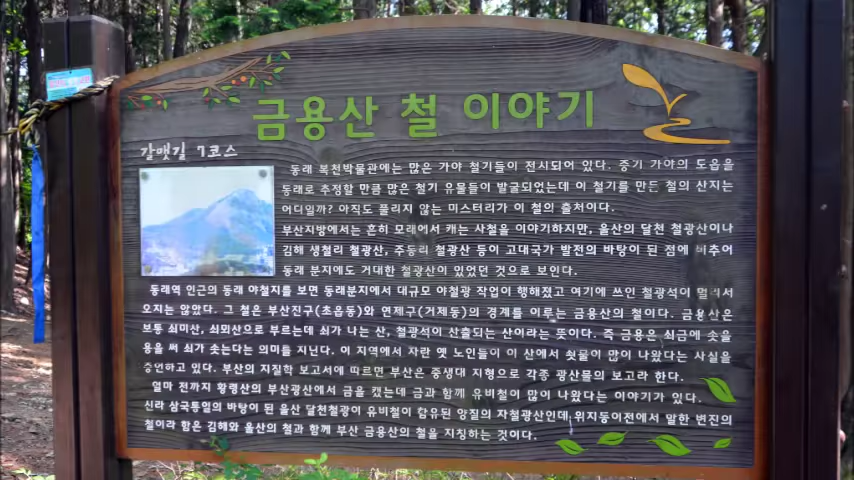 금용산 철 이야기
갈맷길 7코스
동래 복천박물관에는 많은 가야 철기들이 전시되어 있다. 중기 가야의 도읍을
동래로 추정할 만큼 많은 철기 유물들이 발굴되었는데 이 철기를 만든 철의 산지는
어디일까? 아직도 풀리지 않는 미스터리가 이 철의 출처이다.
부산지방에서는 흔히 모래에서 캐는 사철을 이야기하지만, 울산의 달천 철광산이나
김해 생철리 철광산, 주동리 철광산 등이 고대국가 발전의 바탕이 된 점에 비추어
동래 분지에도 거대한 철광산이 있었던 것으로 보인다.
동래역 인근의 동래 야철지를 보면 동래분지에서 대규모 야철광 작업이 행해졌고 여기에 쓰인 철광석이 멀리서
오지는 않았다. 그 철은 부산진구(초읍동)와 연제구(거제동)의 경계를 이루는 금용산의 철이다. 금용산은
보통 쇠미산, 쇠뫼산으로 부르는데 쇠가 나는 산, 철광석이 산출되는 산이라는 뜻이다. 즉 금용은 쇠금에 솟을
용을 써 쇠가 솟는다는 의미를 지닌다. 이 지역에서 자란 옛 노인들이 이 산에서 쇳물이 많이 나왔다는 사실을
증언하고 있다. 부산의 지질학 보고서에 따르면 부산은 중생대 지형으로 각종 광산물의 보고라 한다.
얼마 전까지 황령산의 부산광산에서 금을 캤는데 금과 함께 유비철이 많이 나왔다는 이야기가 있다.
신라 삼국통일의 바탕이 된 울산 달천철광이 유비철이 함유된 양질의 자철광산인데, 위지동이전에서 말한 변진의
철이라 함은 김해와 울산의 철과 함께 부산 금용산의 철을 지칭하는 것이다.